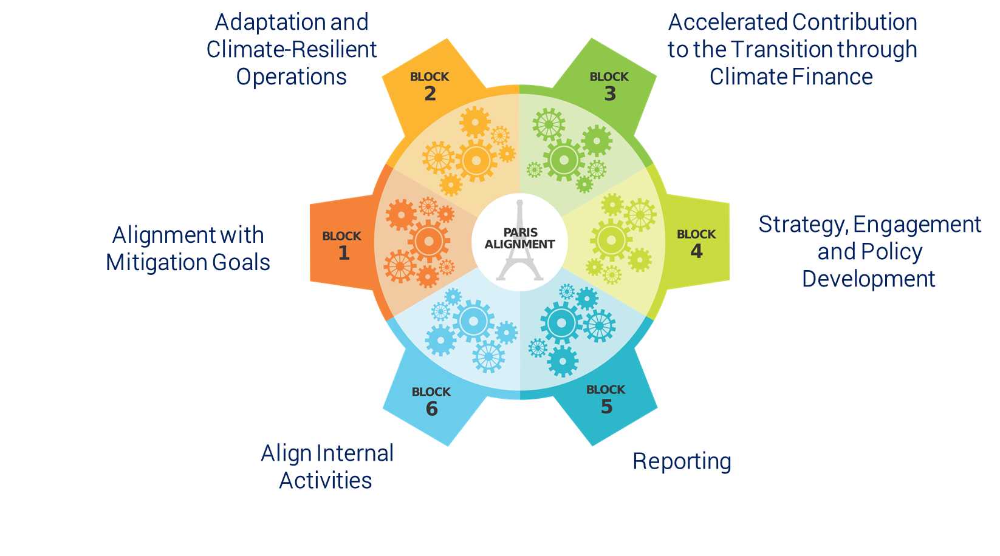 Adaptation and
Climate-Resilient
Operations
Accelerated Contribution
to the Transition through
Climate Finance
BLOCK
2
BLOCK
3
Alignment with
Mitigation Goals
BLOCK
1
PARIS
ALIGNMENT
BLOCK
4
Strategy, Engagement
and Policy
Development
BLOCK
6
BLOCK
5
Align Internal
Activities
Reporting